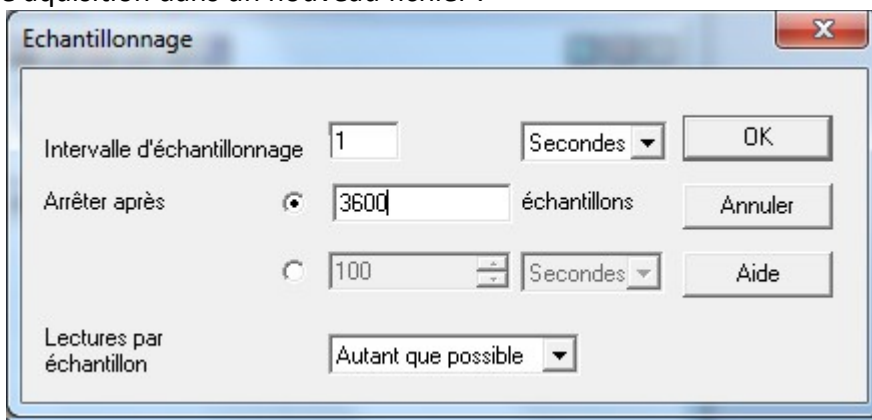 Echantillonnage
Intervalle d'échantillonnage 1 Secondes OK
Arrêter après 3600 échantillons Annuler
100 Secondes Aide
Lectures par
échantillon Autant que possible